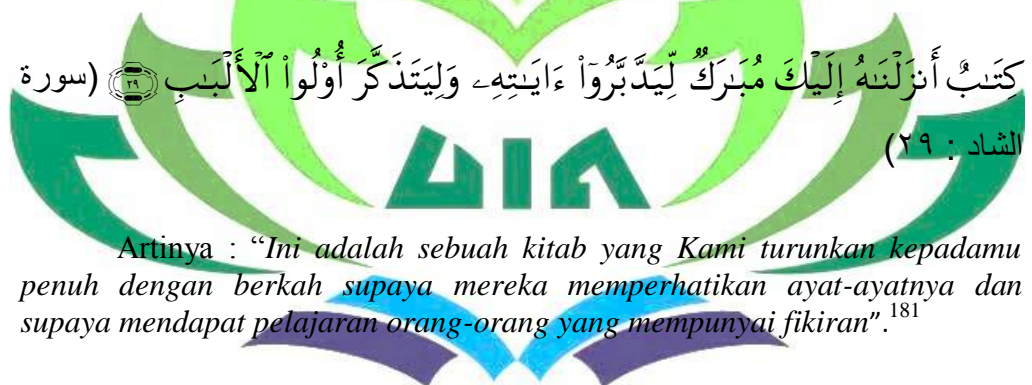 كِتَـٰبٌ أَنزَلْنَـٰهُ إِلَيْكَ مُبَـٰرَكٌ لِّيَدَّبَّرُوٓا۟ ءَايَـٰتِهِۦ وَلِيَتَذَكَّرَ أُو۟لُوا۟ ٱلْأَلْبَـٰبِ ۝٢٩ (سورة
الشاد : ٢٩)
Artinya : “Ini adalah sebuah kitab yang Kami turunkan kepadamu
penuh dengan berkah supaya mereka memperhatikan ayat-ayatnya dan
supaya mendapat pelajaran orang-orang yang mempunyai fikiran”.181